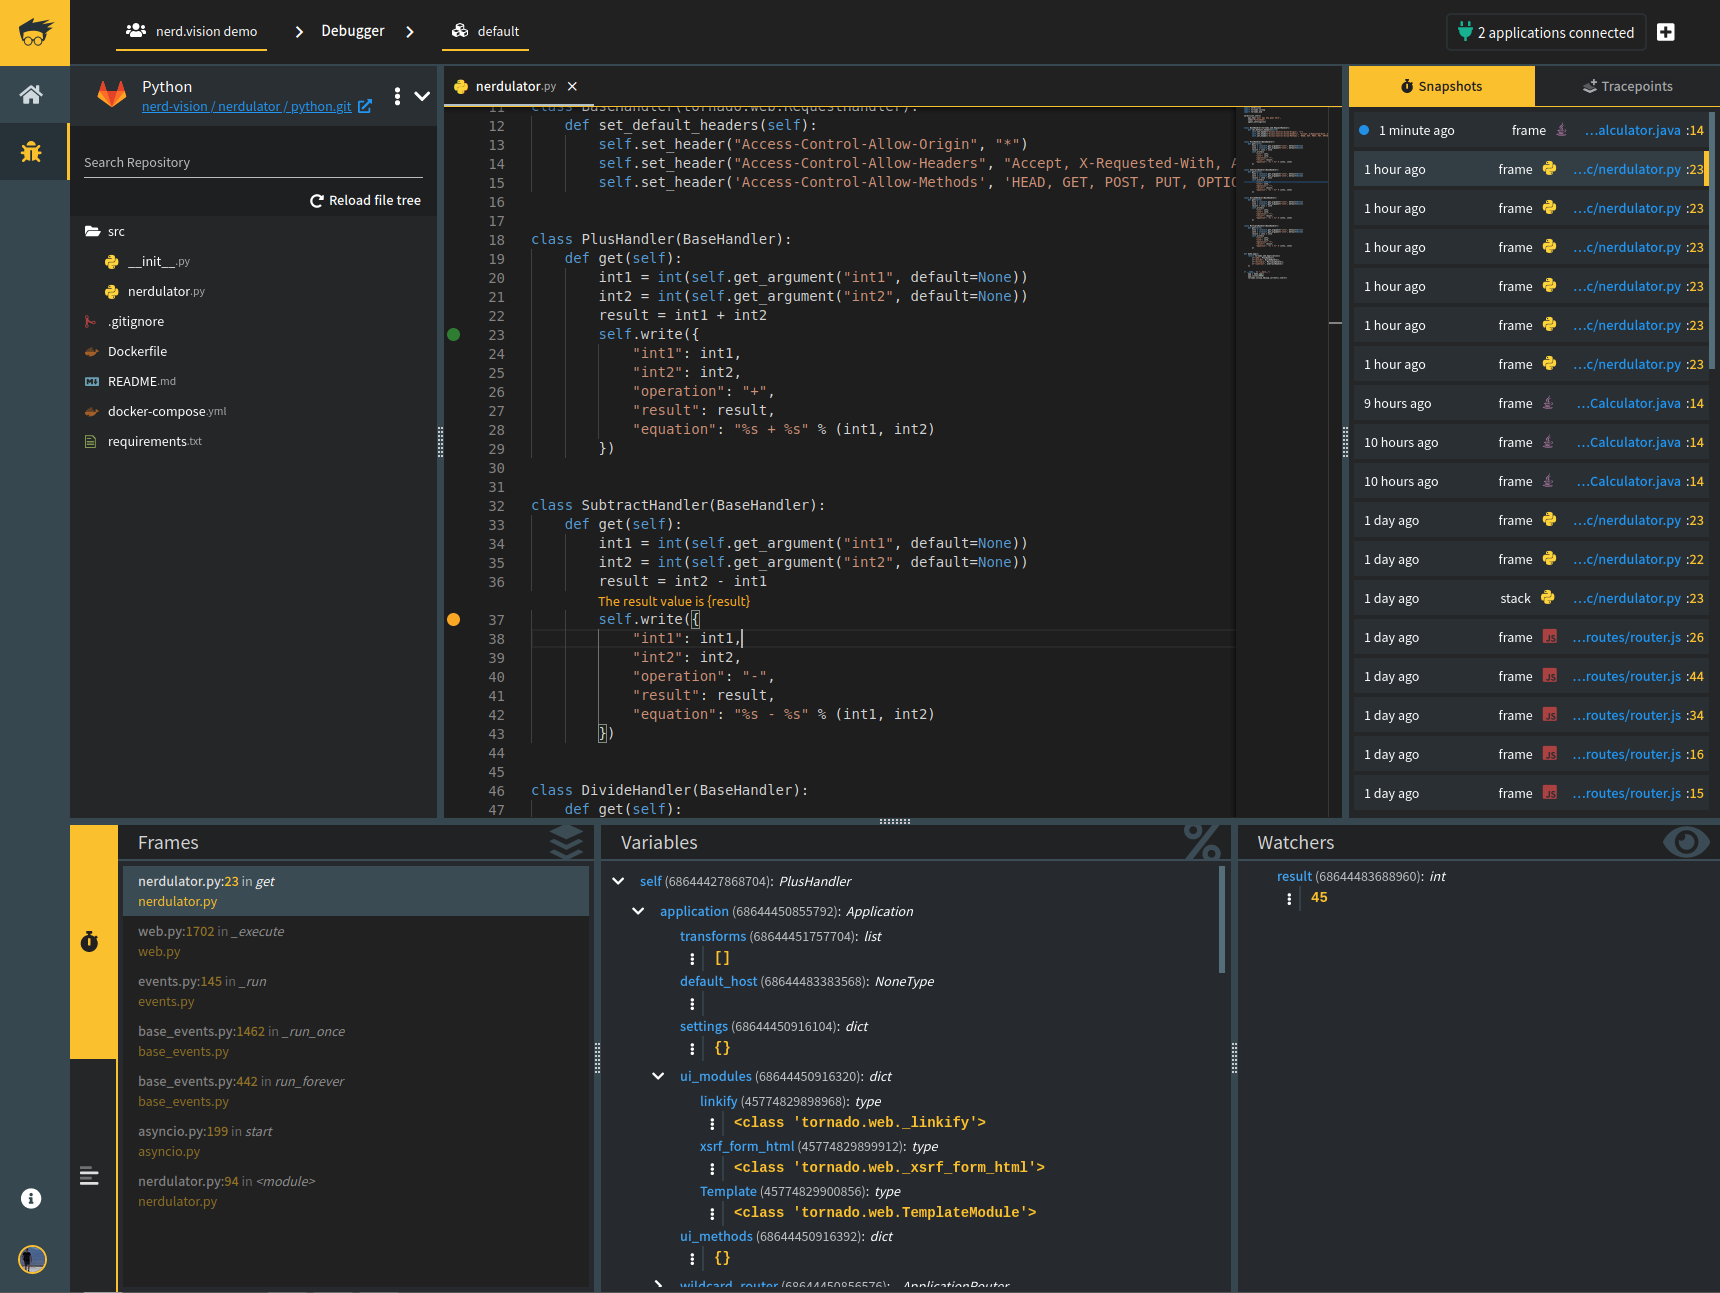 nerd.vision demo
Debugger
default
2 applications connected
Python
nerd-vision / nerdulator / python.git
Search Repository
Reload file tree
src
__init__.py
nerdulator.py
.gitignore
Dockerfile
README.md
docker-compose.yml
requirements.txt
nerdulator.py
11 class BaseHandler(tornado.web.RequestHandler):
12 def set_default_headers(self):
13 self.set_header("Access-Control-Allow-Origin", "*")
14 self.set_header("Access-Control-Allow-Headers", "Accept, X-Requested-With, A
15 self.set_header('Access-Control-Allow-Methods', 'HEAD, GET, POST, PUT, OPTIO
16
17
18 class PlusHandler(BaseHandler):
19 def get(self):
20 int1 = int(self.get_argument("int1", default=None))
21 int2 = int(self.get_argument("int2", default=None))
22 result = int1 + int2
23 self.write({
24 "int1": int1,
25 "int2": int2,
26 "operation": "+",
27 "result": result,
28 "equation": "%s + %s" % (int1, int2)
29 })
30
31
32 class SubtractHandler(BaseHandler):
33 def get(self):
34 int1 = int(self.get_argument("int1", default=None))
35 int2 = int(self.get_argument("int2", default=None))
36 result = int2 - int1
The result value is {result}
37 self.write({
38 "int1": int1,
39 "int2": int2,
40 "operation": "-",
41 "result": result,
42 "equation": "%s - %s" % (int1, int2)
43 })
44
45
46 class DivideHandler(BaseHandler):
47 def get(self):
Snapshots
Tracepoints
1 minute ago frame ...alculator.java :14
1 hour ago frame ...c/nerdulator.py :23
1 hour ago frame ...c/nerdulator.py :23
1 hour ago frame ...c/nerdulator.py :23
1 hour ago frame ...c/nerdulator.py :23
1 hour ago frame ...c/nerdulator.py :23
1 hour ago frame ...c/nerdulator.py :23
9 hours ago frame ...Calculator.java :14
10 hours ago frame ...Calculator.java :14
10 hours ago frame ...Calculator.java :14
1 day ago frame ...c/nerdulator.py :23
1 day ago frame ...c/nerdulator.py :22
1 day ago stack ...c/nerdulator.py :23
1 day ago frame JS ...routes/router.js :26
1 day ago frame JS ...routes/router.js :44
1 day ago frame JS ...routes/router.js :34
1 day ago frame JS ...routes/router.js :16
1 day ago frame JS ...routes/router.js :15
Frames
nerdulator.py:23 in get
nerdulator.py
web.py:1702 in _execute
web.py
events.py:145 in _run
events.py
base_events.py:1462 in _run_once
base_events.py
base_events.py:442 in run_forever
base_events.py
asyncio.py:199 in start
asyncio.py
nerdulator.py:94 in <module>
nerdulator.py
Variables
self (68644427868704): PlusHandler
application (68644450855792): Application
transforms (68644451757704): list
[]
default_host (68644483383568): NoneType
settings (68644450916104): dict
{}
ui_modules (68644450916320): dict
linkify (45774829898968): type
<class 'tornado.web._linkify'>
xsrf_form_html (45774829899912): type
<class 'tornado.web._xsrf_form_html'>
Template (45774829900856): type
<class 'tornado.web.TemplateModule'>
ui_methods (68644450916392): dict
{}
wildcard_router (68644450856576): ApplicationRouter
Watchers
result (68644483688960): int
45